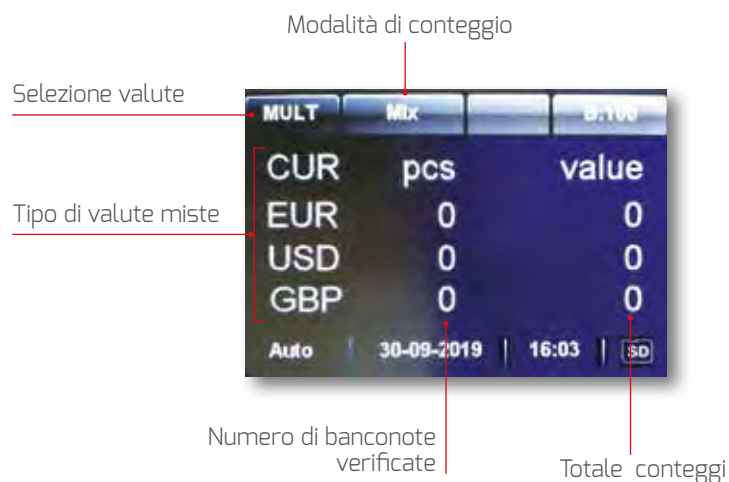 Modalità di conteggio
Selezione valute
MULT Mix B:100
CUR pcs value
Tipo di valute miste
EUR 0 0
USD 0 0
GBP 0 0
Auto 30-09-2019 16:03 SD
Numero di banconote
verificate
Totale conteggi